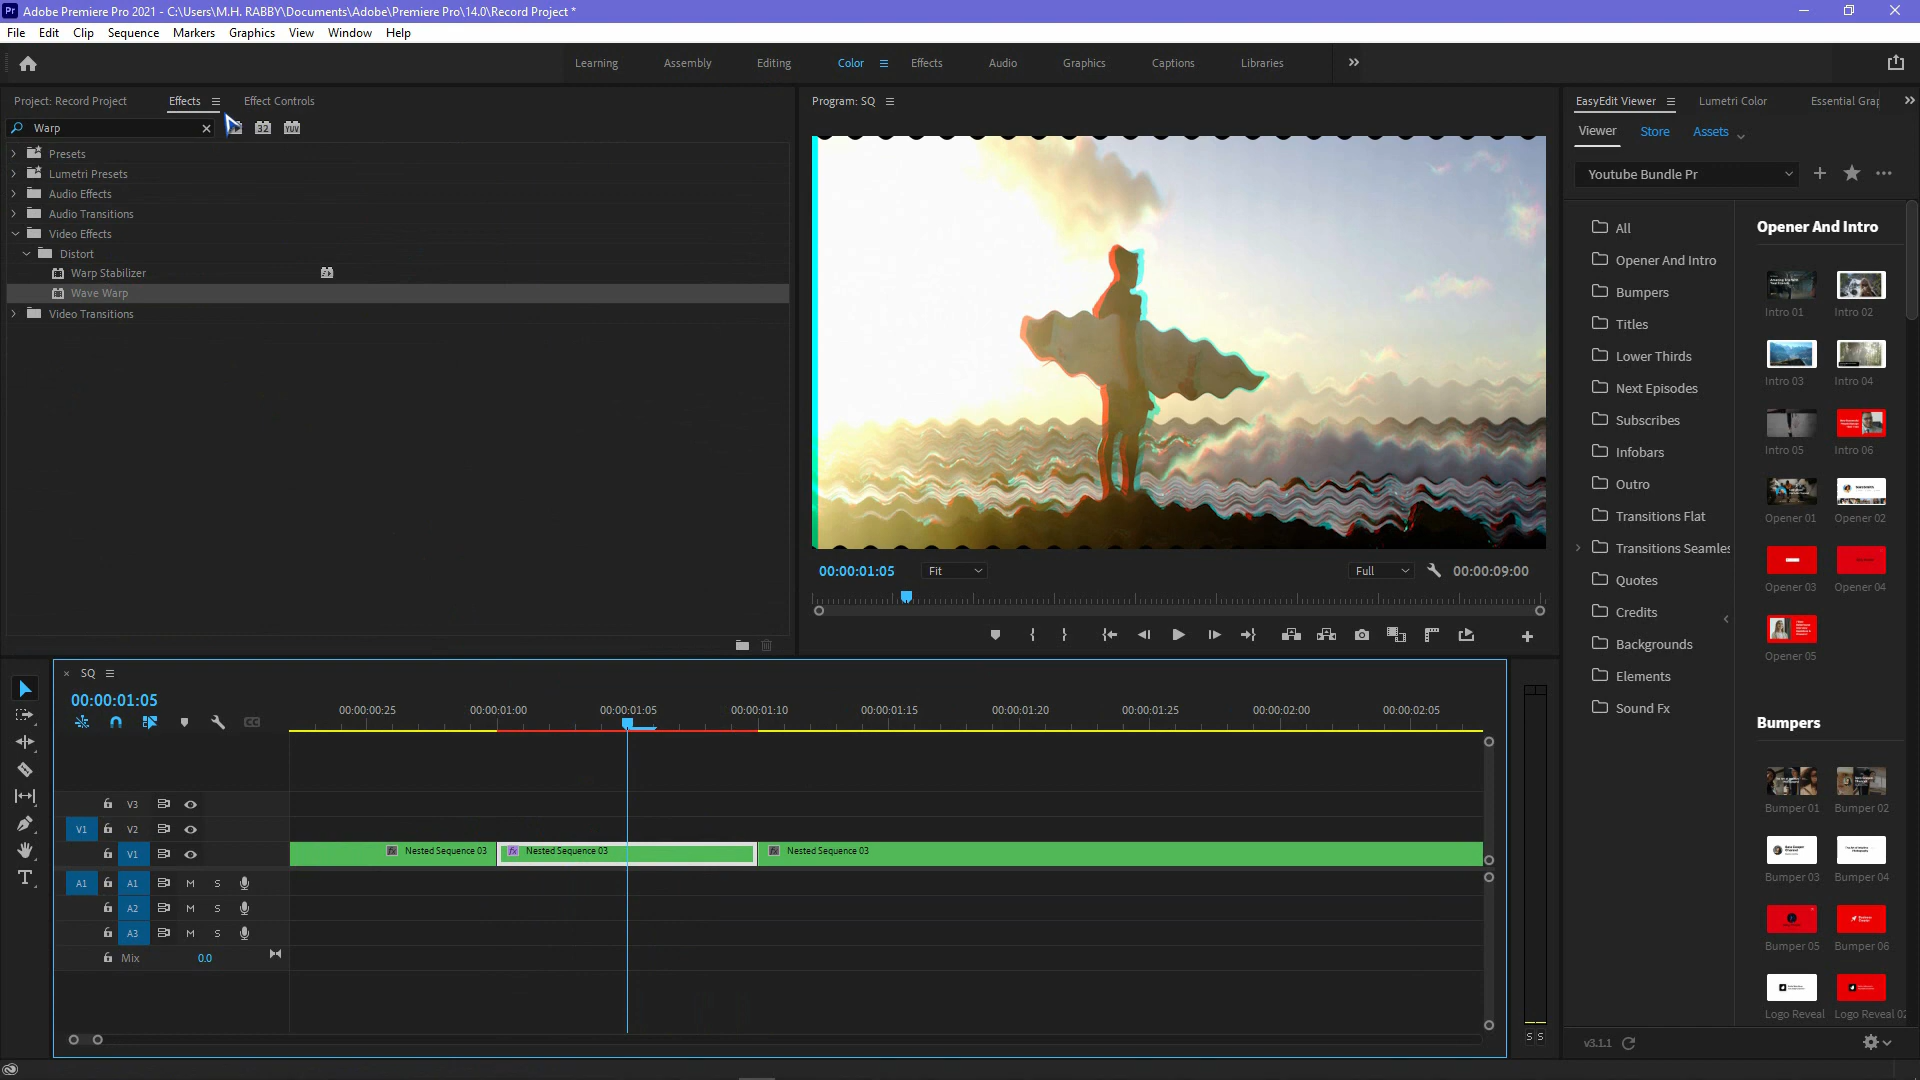 Adobe Premiere Pro 2021 - C:\Users\M.H. RABBY\Documents\Adobe\Premiere Pro\14.0\Record Project *
File Edit Clip Sequence Markers Graphics View Window Help
Learning Assembly Editing Color Effects Audio Graphics Captions Libraries
Project: Record Project Effects Effect Controls
Warp
32 YUV
Presets
Lumetri Presets
Audio Effects
Audio Transitions
Video Effects
Distort
Warp Stabilizer
Wave Warp
Video Transitions
Program: SQ
00:00:01:05 Fit Full 00:00:09:00
EasyEdit Viewer Lumetri Color Essential Grap
Viewer Store Assets
Youtube Bundle Pr
All
Opener And Intro
Bumpers
Titles
Lower Thirds
Next Episodes
Subscribes
Infobars
Outro
Transitions Flat
Transitions Seamles
Quotes
Credits
Backgrounds
Elements
Sound Fx
Opener And Intro
Intro 01 Intro 02
Intro 03 Intro 04
Intro 05 Intro 06
Opener 01 Opener 02
Opener 03 Opener 04
Opener 05
Bumpers
Bumper 01 Bumper 02
Bumper 03 Bumper 04
Bumper 05 Bumper 06
Logo Reveal Logo Reveal 02
v3.1.1
SQ
00:00:01:05
00:00:00:25 00:00:01:00 00:00:01:05 00:00:01:10 00:00:01:15 00:00:01:20 00:00:01:25 00:00:02:00 00:00:02:05
V3
V1 V2
V1
Nested Sequence 03 Nested Sequence 03 Nested Sequence 03
A1 A1 M S
A2 M S
A3 M S
Mix 0.0
S S